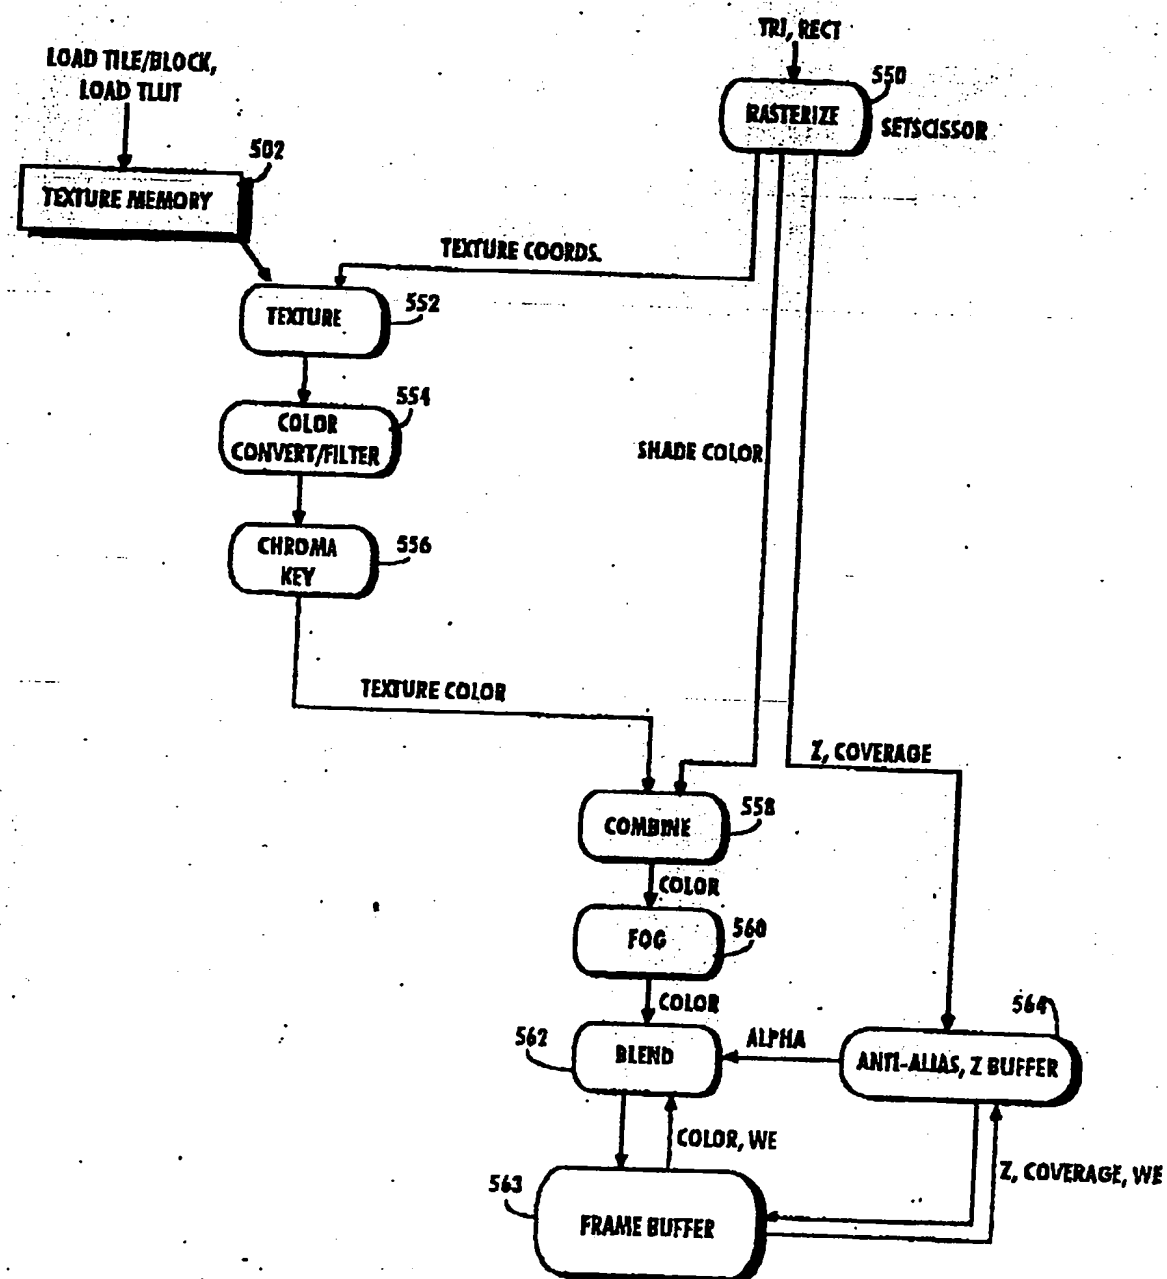 TRI, RECT
LOAD TILE/BLOCK,
LOAD TLUT
550
RASTERIZE
SETSCISSOR
502
TEXTURE MEMORY
TEXTURE COORDS.
TEXTURE
552
554
COLOR
CONVERT/FILTER
SHADE COLOR
CHROMA
KEY
556
TEXTURE COLOR
Z, COVERAGE
COMBINE
558
COLOR
FOG
560
COLOR
564
562
BLEND
ALPHA
ANTI-ALIAS, Z BUFFER
COLOR, WE
Z, COVERAGE, WE
563
FRAME BUFFER